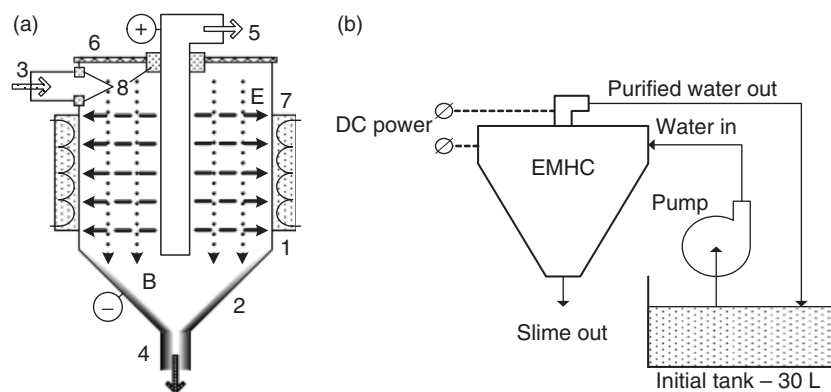 (a)
+
5
6
3
8
E
7
1
B
−
2
4
(b)
Purified water out
DC power
Water in
EMHC
Pump
Slime out
Initial tank – 30 L